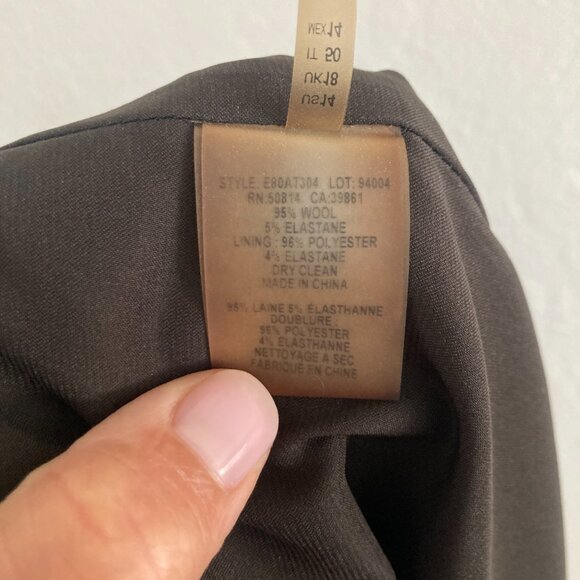 MEX14
IT 50
UK18
US14
STYLE: E80AT304 LOT: 94004
RN:50814 CA:39861
95% WOOL
5% ELASTANE
LINING : 96% POLYESTER
4% ELASTANE
DRY CLEAN
MADE IN CHINA
95% LAINE 5% ÉLASTHANNE
DOUBLURE :
96% POLYESTER
4% ÉLASTHANNE
NETTOYAGE A SEC
FABRIQUE EN CHINE